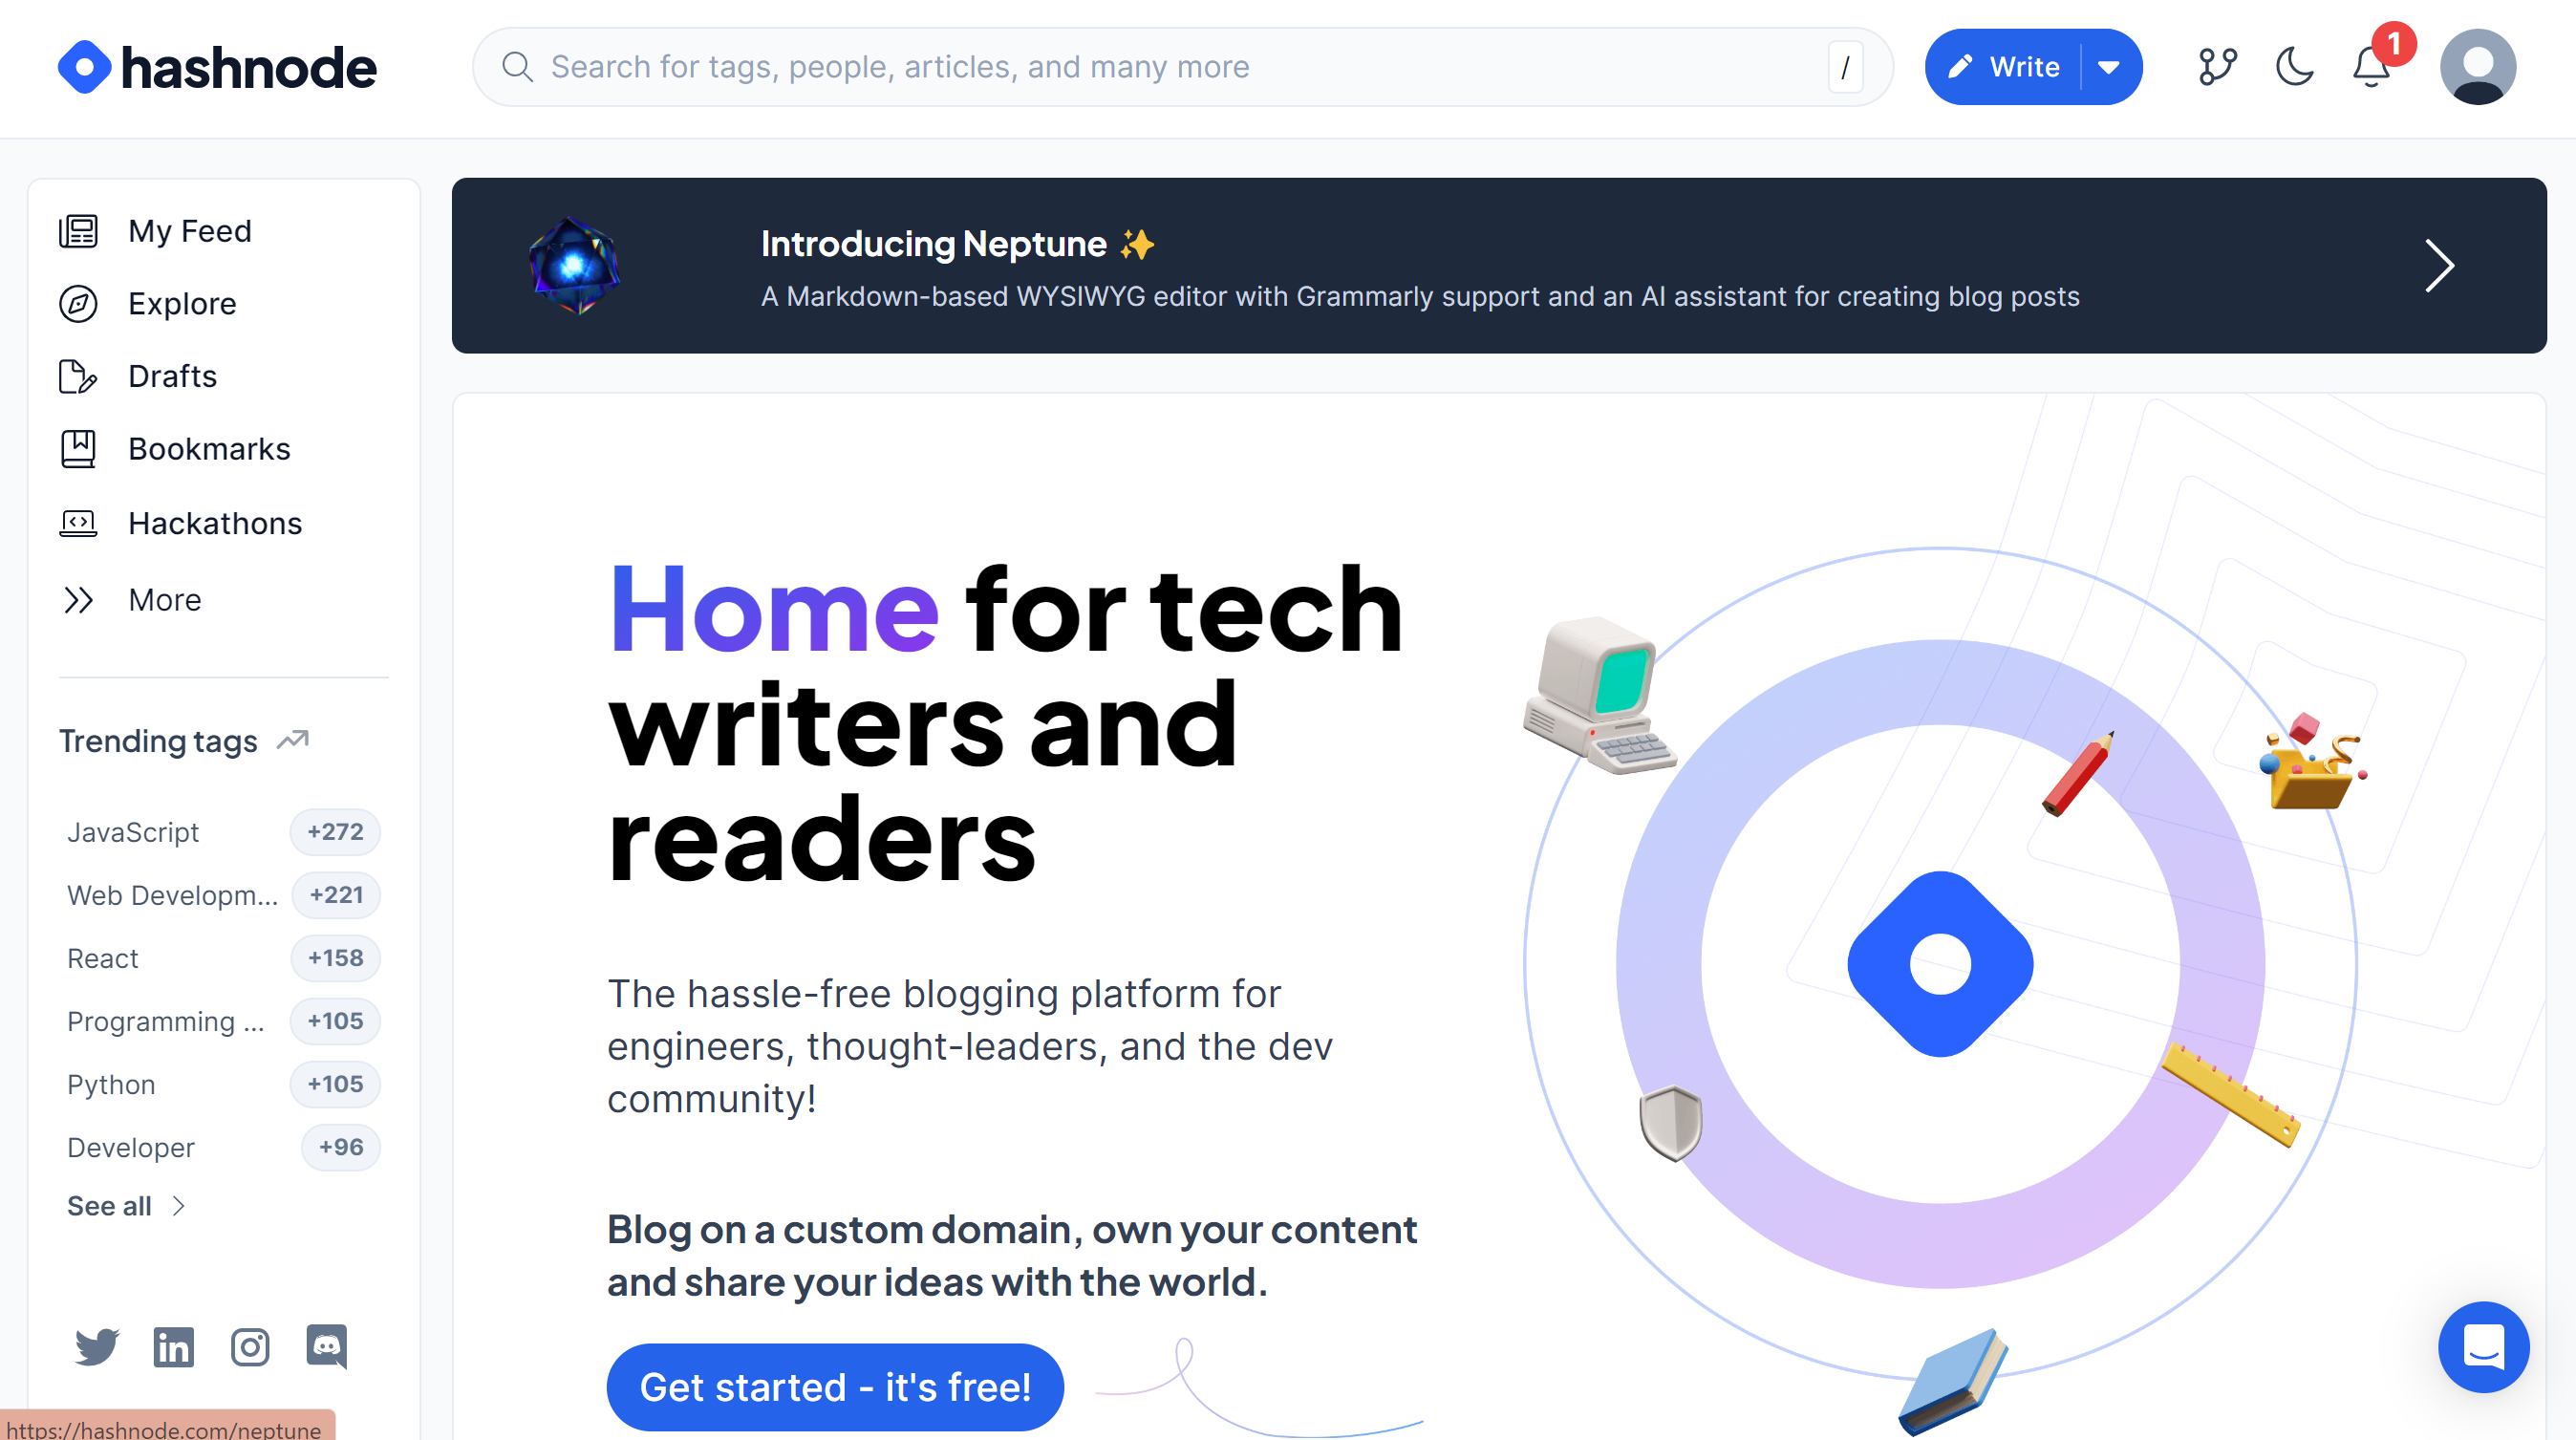 hashnode
Search for tags, people, articles, and many more
/
Write
1
My Feed
Explore
Drafts
Bookmarks
Hackathons
More
Trending tags
JavaScript +272
Web Developm... +221
React +158
Programming ... +105
Python +105
Developer +96
See all
Introducing Neptune ✨
A Markdown-based WYSIWYG editor with Grammarly support and an AI assistant for creating blog posts
Home for tech
writers and
readers
The hassle-free blogging platform for
engineers, thought-leaders, and the dev
community!
Blog on a custom domain, own your content
and share your ideas with the world.
Get started - it's free!
in
https://hashnode.com/neptune